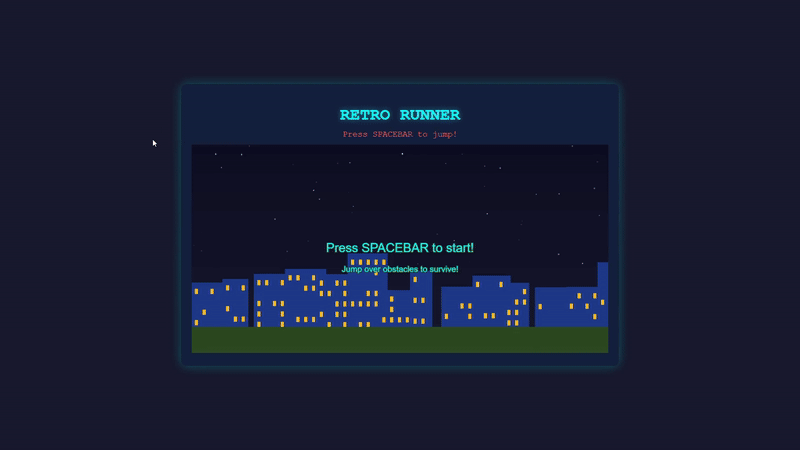 RETRO RUNNER
Press SPACEBAR to jump!
Press SPACEBAR to start!
Jump over obstacles to survive!